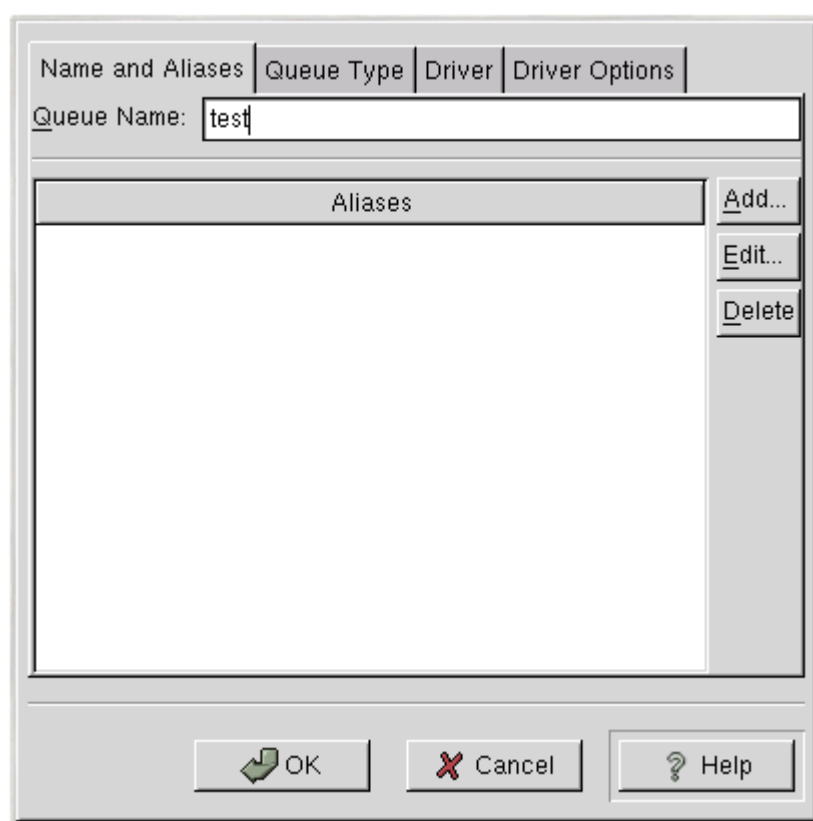 Name and Aliases Queue Type Driver Driver Options
Queue Name: test
Aliases
Add...
Edit...
Delete
OK Cancel Help